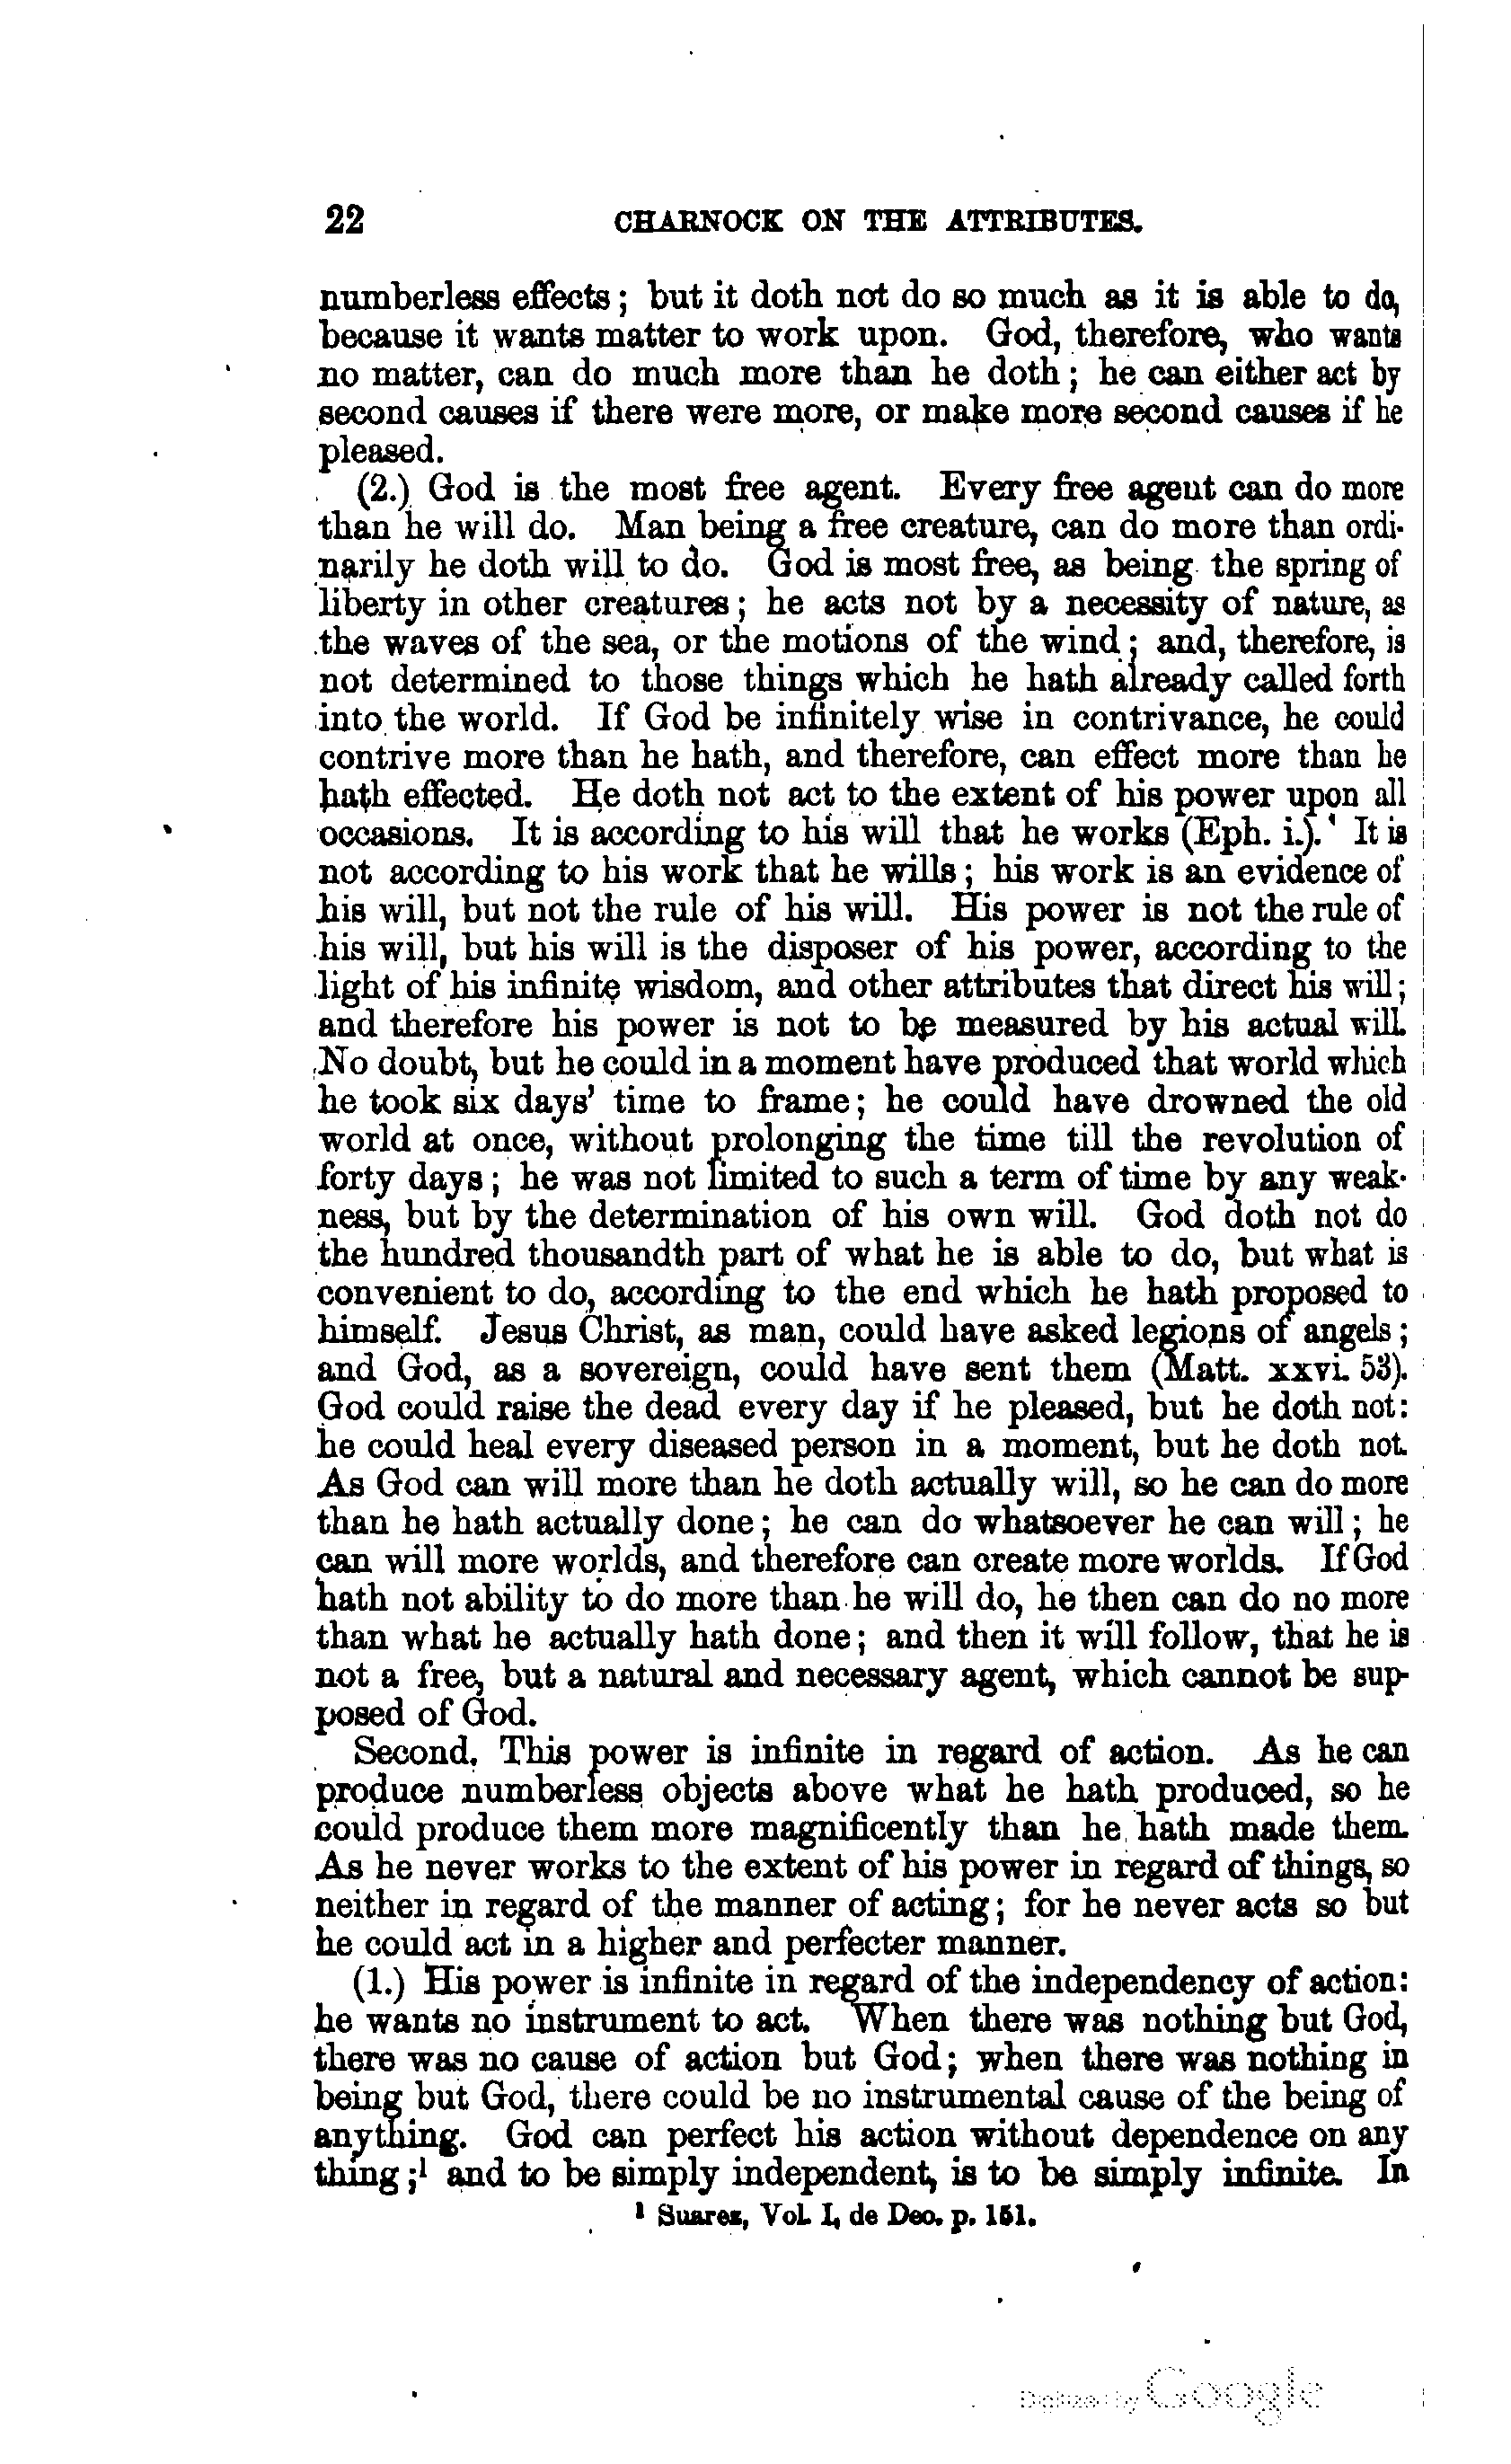 22 CHARNOCK ON THE ATTRIBUTES.
numberless effects; but it doth not do so much as it is able to do,
because it wants matter to work upon. God, therefore, who wants
no matter, can do much more than he doth; he can either act by
second causes if there were more, or make more second causes if he
pleased.
(2.) God is the most free agent. Every free agent can do more
than he will do. Man being a free creature, can do more than ordi-
narily he doth will to do. God is most free, as being the spring of
liberty in other creatures; he acts not by a necessity of nature, as
the waves of the sea, or the motions of the wind; and, therefore, is
not determined to those things which he hath already called forth
into the world. If God be infinitely wise in contrivance, he could
contrive more than he hath, and therefore, can effect more than he
hath effected. He doth not act to the extent of his power upon all
occasions. It is according to his will that he works (Eph. i.). It is
not according to his work that he wills; his work is an evidence of
his will, but not the rule of his will. His power is not the rule of
his will, but his will is the disposer of his power, according to the
light of his infinite wisdom, and other attributes that direct his will;
and therefore his power is not to be measured by his actual will.
No doubt, but he could in a moment have produced that world which
he took six days' time to frame; he could have drowned the old
world at once, without prolonging the time till the revolution of
forty days; he was not limited to such a term of time by any weak-
ness, but by the determination of his own will. God doth not do
the hundred thousandth part of what he is able to do, but what is
convenient to do, according to the end which he hath proposed to
himself. Jesus Christ, as man, could have asked legions of angels;
and God, as a sovereign, could have sent them (Matt. xxvi. 53).
God could raise the dead every day if he pleased, but he doth not:
he could heal every diseased person in a moment, but he doth not.
As God can will more than he doth actually will, so he can do more
than he hath actually done; he can do whatsoever he can will; he
can will more worlds, and therefore can create more worlds. If God
hath not ability to do more than he will do, he then can do no more
than what he actually hath done; and then it will follow, that he is
not a free, but a natural and necessary agent, which cannot be sup-
posed of God.
Second. This power is infinite in regard of action. As he can
produce numberless objects above what he hath produced, so he
could produce them more magnificently than he hath made them.
As he never works to the extent of his power in regard of things, so
neither in regard of the manner of acting; for he never acts so but
he could act in a higher and perfecter manner.
(1.) His power is infinite in regard of the independency of action:
he wants no instrument to act. When there was nothing but God,
there was no cause of action but God; when there was nothing in
being but God, there could be no instrumental cause of the being of
anything. God can perfect his action without dependence on any
thing;¹ and to be simply independent, is to be simply infinite. In
¹ Suarez, Vol. I, de Deo. p. 151.
Digitized by Google